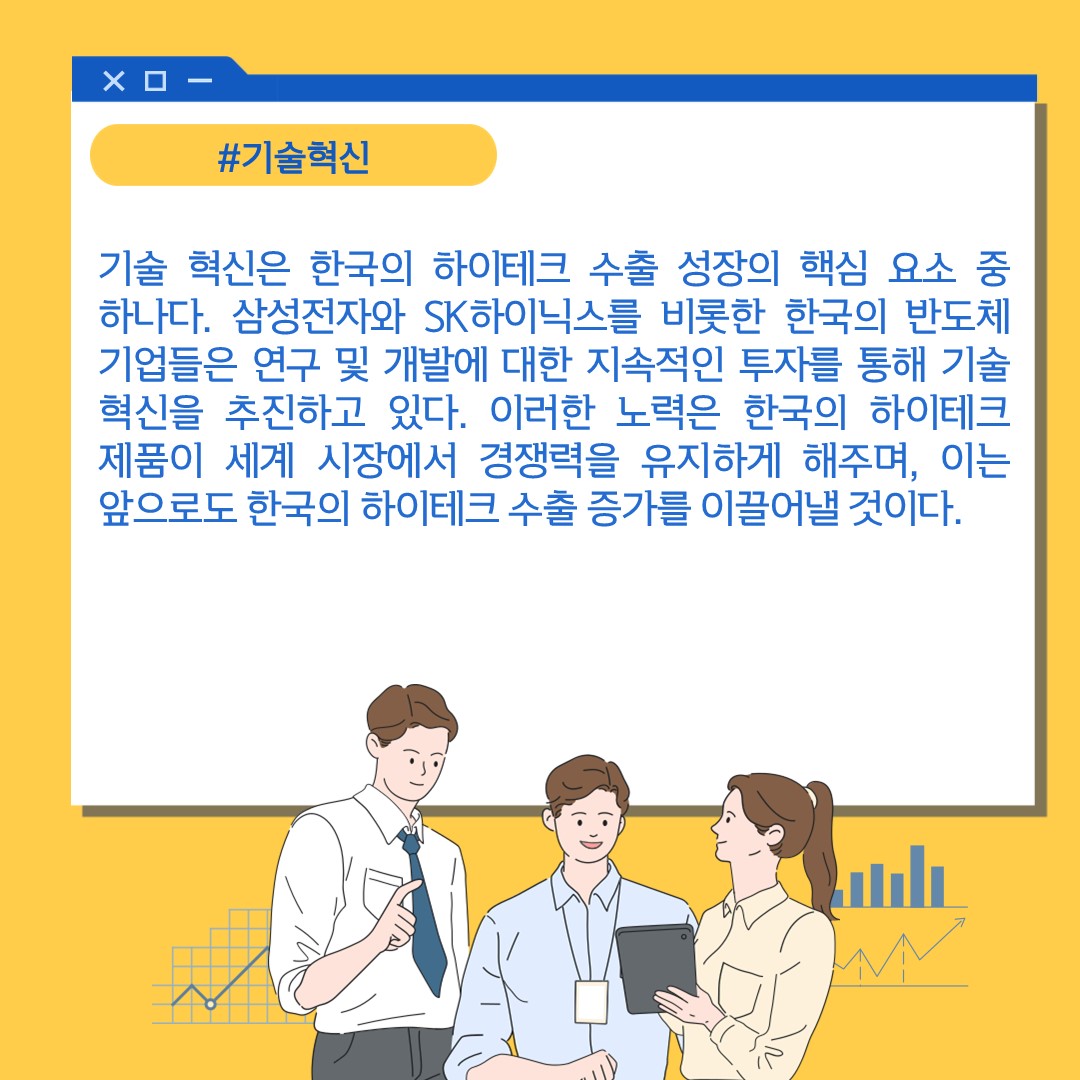 #기술혁신
기술 혁신은 한국의 하이테크 수출 성장의 핵심 요소 중
하나다. 삼성전자와 SK하이닉스를 비롯한 한국의 반도체
기업들은 연구 및 개발에 대한 지속적인 투자를 통해 기술
혁신을 추진하고 있다. 이러한 노력은 한국의 하이테크
제품이 세계 시장에서 경쟁력을 유지하게 해주며, 이는
앞으로도 한국의 하이테크 수출 증가를 이끌어낼 것이다.